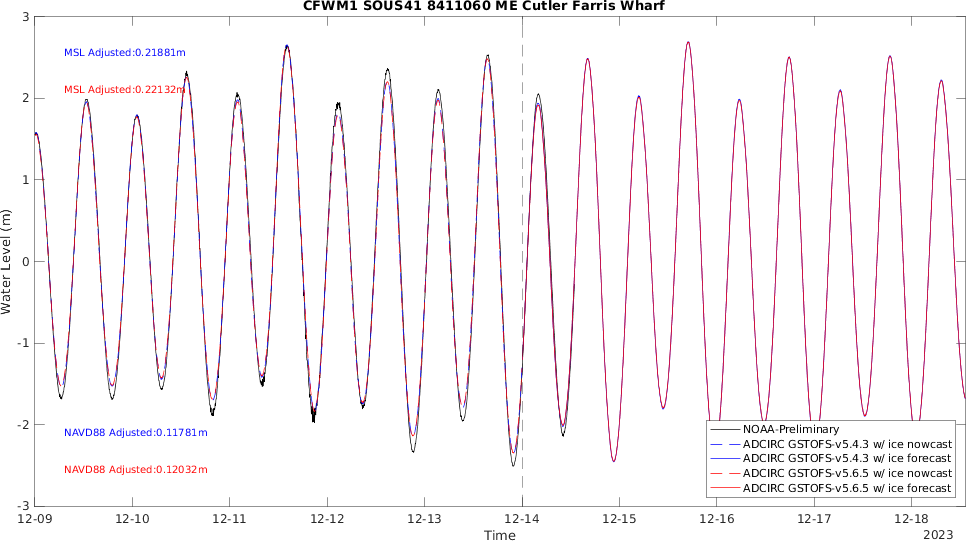 CFWM1 SOUS41 8411060 ME Cutler Farris Wharf
3
2
1
0
-1
-2
-3
Water Level (m)
MSL Adjusted:0.21881m
MSL Adjusted:0.22132m
NAVD88 Adjusted:0.11781m
NAVD88 Adjusted:0.12032m
NOAA-Preliminary
ADCIRC GSTOFS-v5.4.3 w/ ice nowcast
ADCIRC GSTOFS-v5.4.3 w/ ice forecast
ADCIRC GSTOFS-v5.6.5 w/ ice nowcast
ADCIRC GSTOFS-v5.6.5 w/ ice forecast
12-09 12-10 12-11 12-12 12-13 12-14 12-15 12-16 12-17 12-18
Time
2023